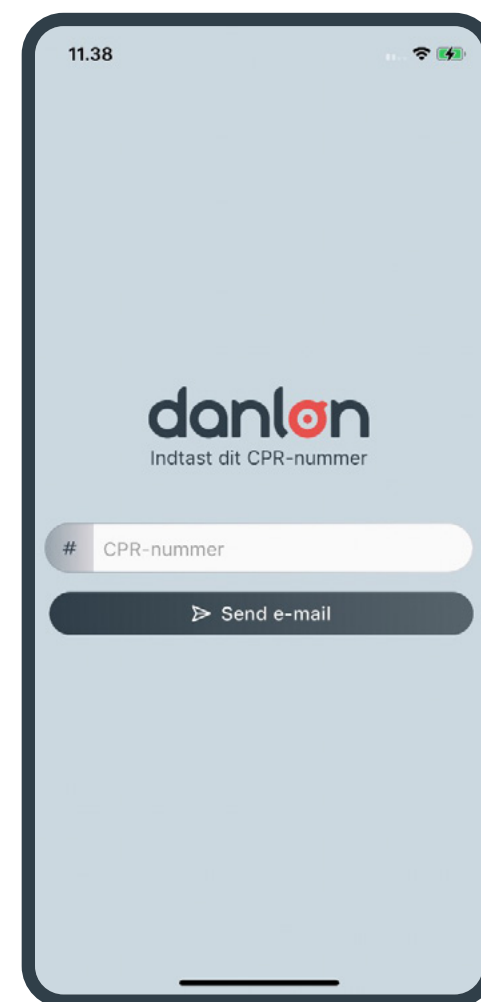 11.38
danløn
Indtast dit CPR-nummer
# CPR-nummer
Send e-mail